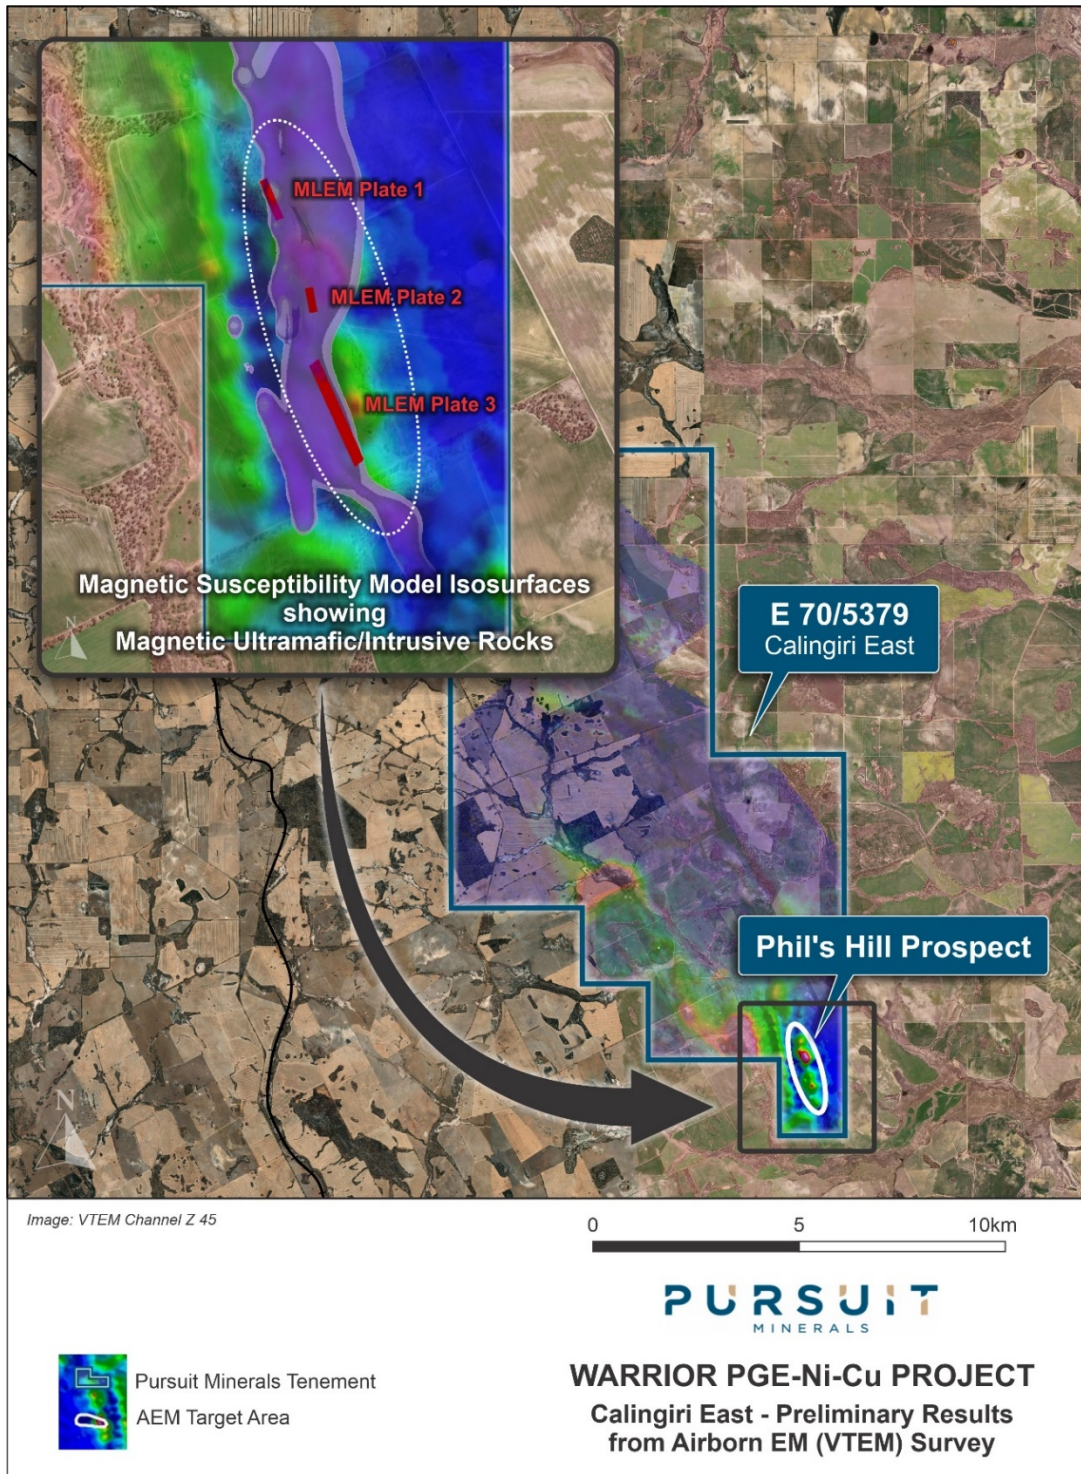 MLEM Plate 1
MLEM Plate 2
MLEM Plate 3
Magnetic Susceptibility Model Isosurfaces
showing
Magnetic Ultramafic/Intrusive Rocks
N
E 70/5379
Calingiri East
Phil's Hill Prospect
N
Image: VTEM Channel Z 45
0 5 10km
PURSUIT
MINERALS
Pursuit Minerals Tenement
AEM Target Area
WARRIOR PGE-Ni-Cu PROJECT
Calingiri East - Preliminary Results
from Airborn EM (VTEM) Survey